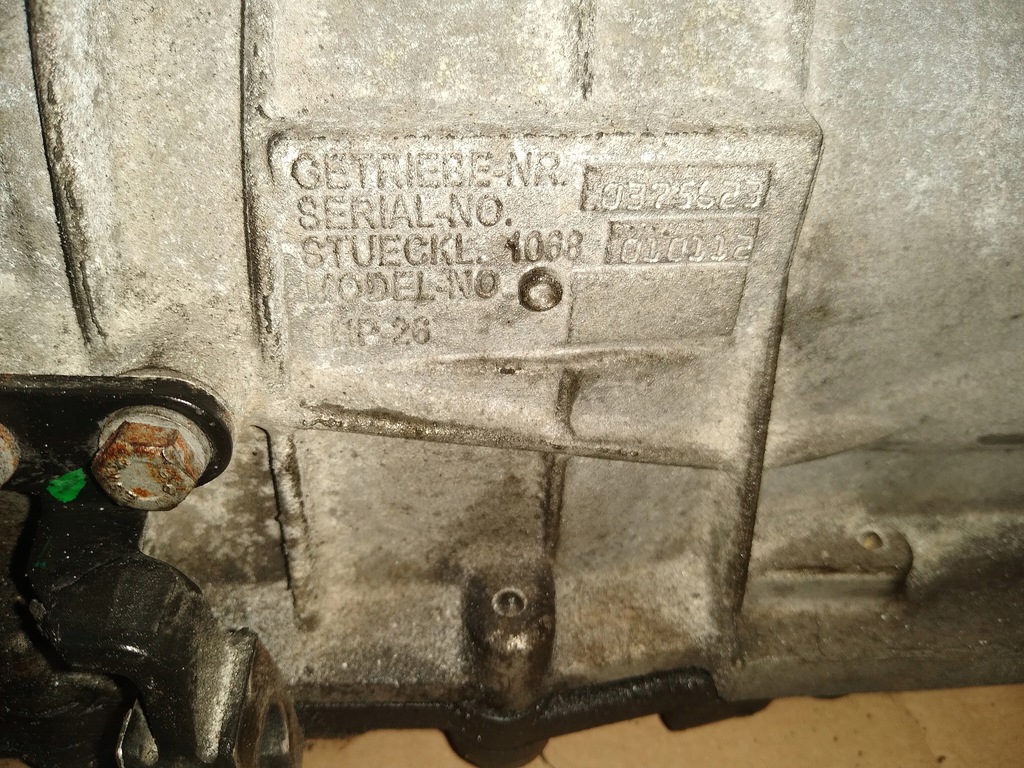 GETRIEBE-NR.
SERIAL-NO.
STUECKL. 1068
MODEL-NO
HP-26